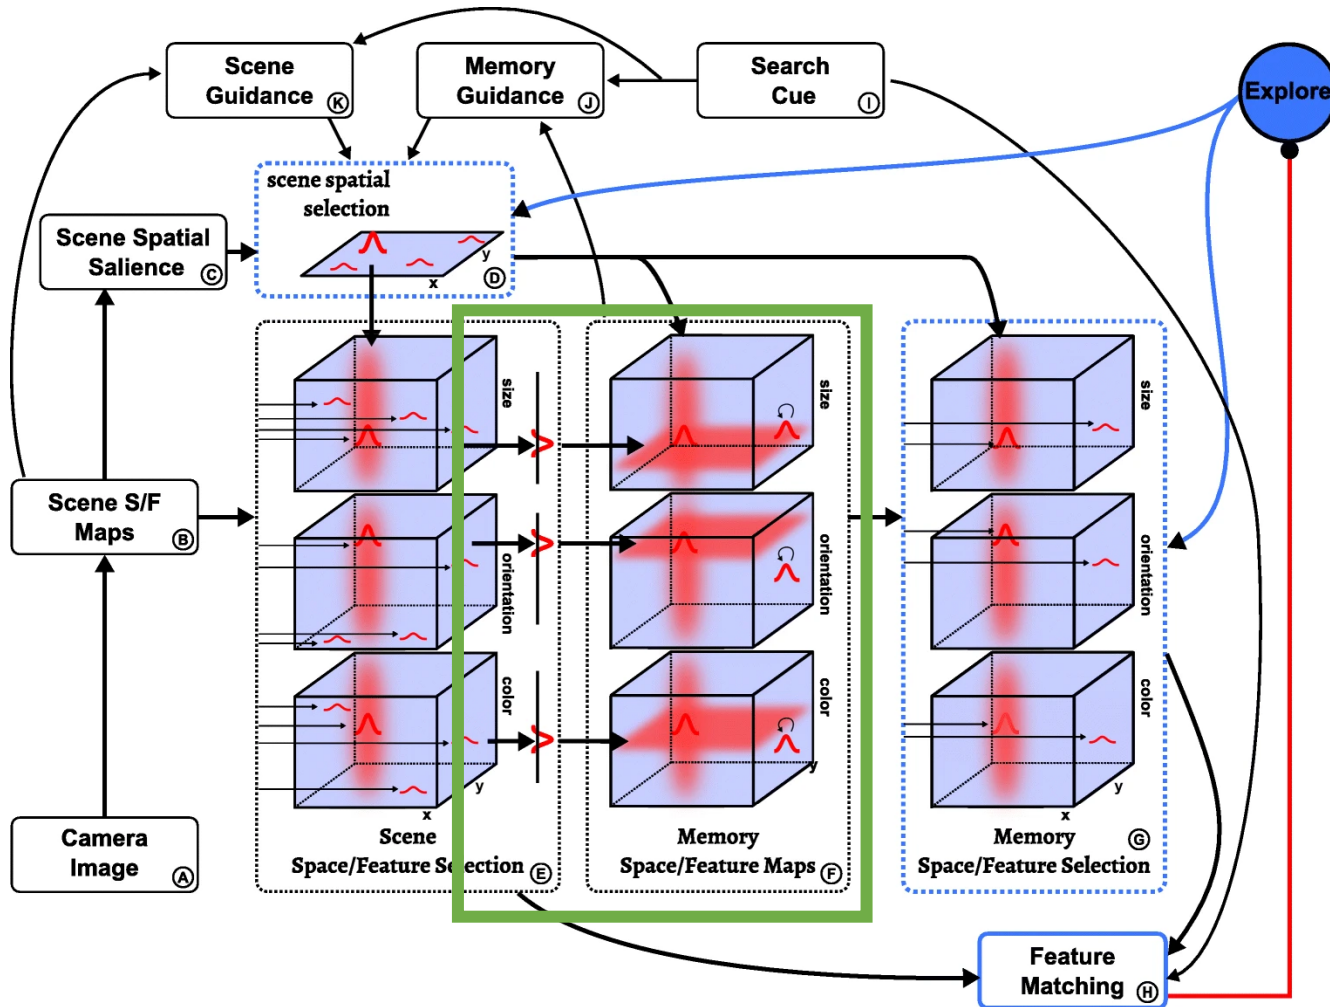 Scene
Guidance
K
Memory
Guidance
J
Search
Cue
I
Explore
scene spatial
selection
y
x
D
Scene Spatial
Salience
C
size
size
size
Scene S/F
Maps
B
orientation
orientation
orientation
color
color
color
y
x
y
y
x
Camera
Image
A
Scene
Space/Feature Selection
E
Memory
Space/Feature Maps
F
Memory
G
Space/Feature Selection
Feature
Matching
H